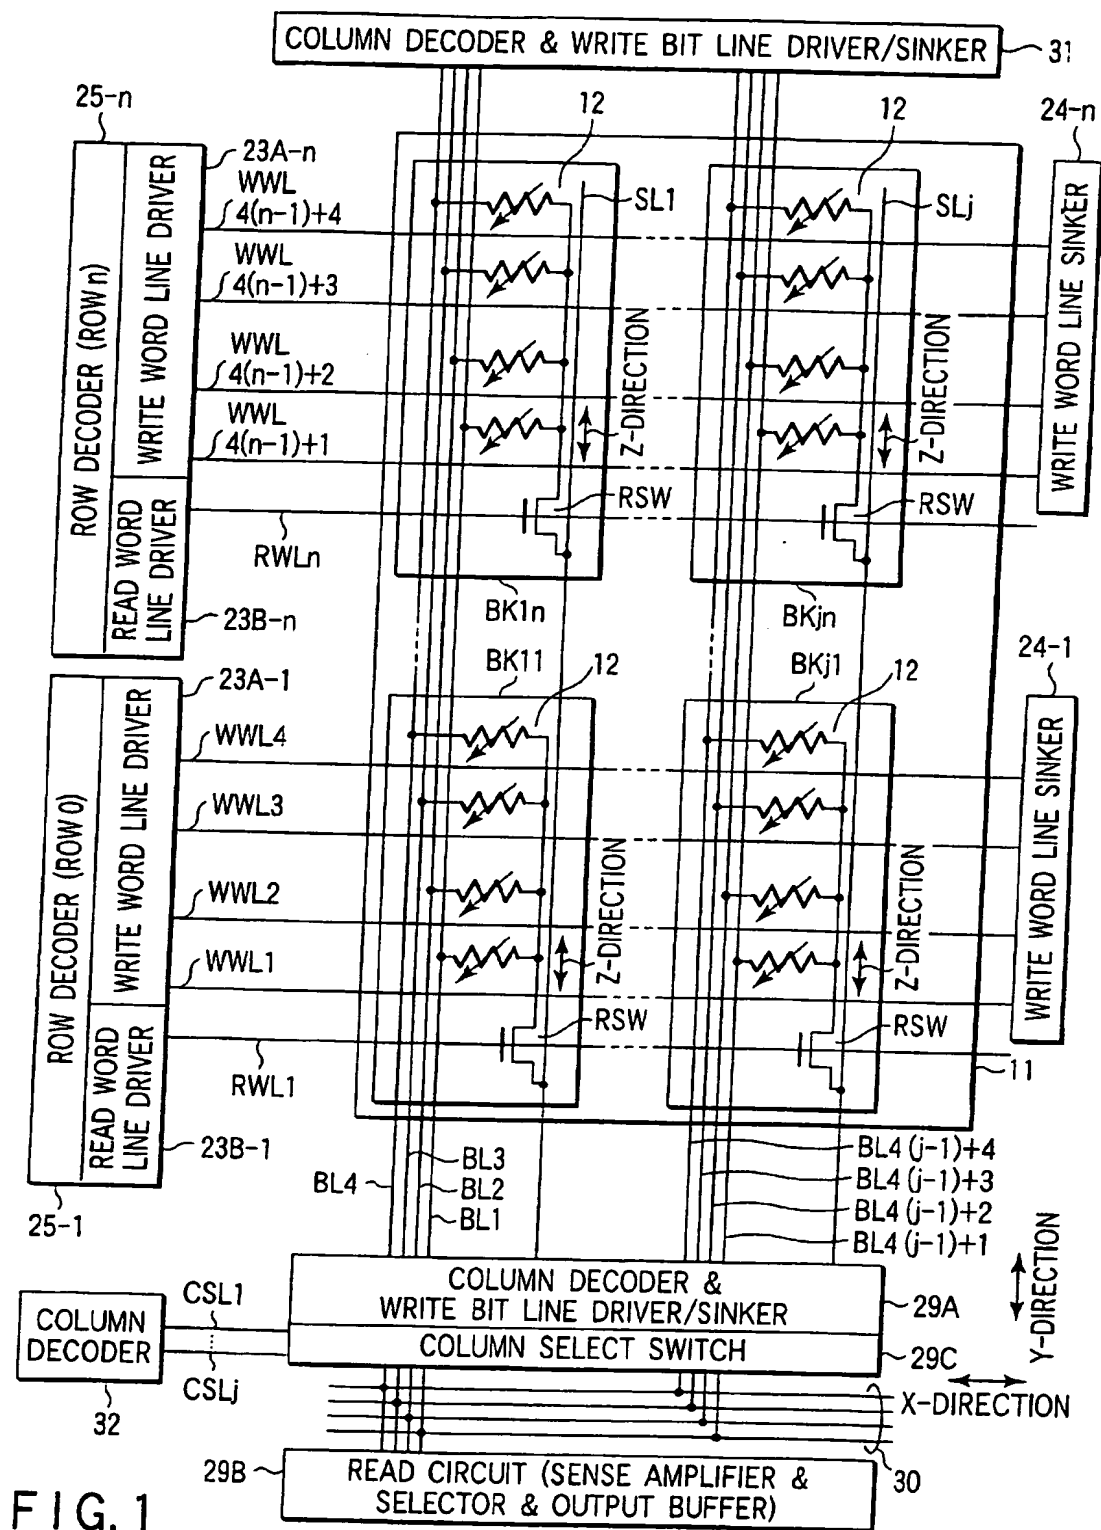 COLUMN DECODER & WRITE BIT LINE DRIVER/SINKER
31
25-n
12
12
24-n
23A-n
ROW DECODER (ROW n)
WRITE WORD LINE DRIVER
READ WORD
LINE DRIVER
WWL
4(n-1)+4
WWL
4(n-1)+3
WWL
4(n-1)+2
WWL
4(n-1)+1
SL1
SLj
Z-DIRECTION
Z-DIRECTION
WRITE WORD LINE SINKER
RSW
RSW
RWLn
23B-n
BK1n
BKjn
BK11
12
BKj1
12
24-1
23A-1
ROW DECODER (ROW 0)
WRITE WORD LINE DRIVER
READ WORD
LINE DRIVER
WWL4
WWL3
WWL2
WWL1
Z-DIRECTION
Z-DIRECTION
WRITE WORD LINE SINKER
RSW
RSW
RWL1
11
23B-1
25-1
BL4
BL3
BL2
BL1
BL4(j-1)+4
BL4(j-1)+3
BL4(j-1)+2
BL4(j-1)+1
COLUMN DECODER &
WRITE BIT LINE DRIVER/SINKER
29A
COLUMN SELECT SWITCH
29C
CSL1
CSLj
COLUMN
DECODER
32
Y-DIRECTION
X-DIRECTION
30
29B
READ CIRCUIT (SENSE AMPLIFIER &
SELECTOR & OUTPUT BUFFER)
FIG. 1